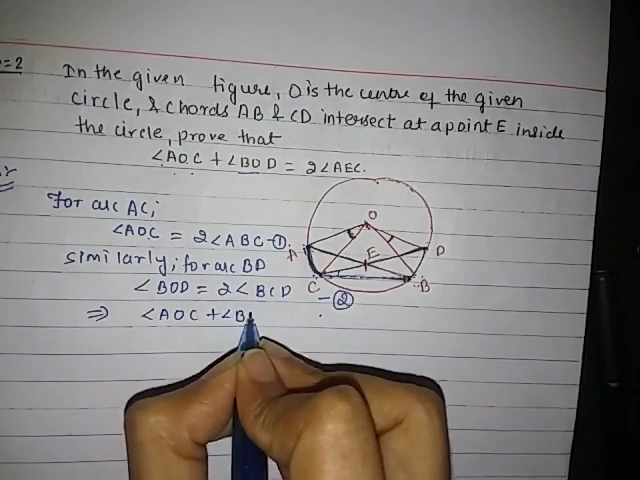 =2
In the given figure, O is the centre of the given
circle, & chords AB & CD intersect at a point E inside
the circle, prove that
∠AOC + ∠BOD = 2∠AEC.
For arc AC;
∠AOC = 2∠ABC -①
similarly; for arc BD
∠BOD = 2∠BCD -②
⇒ ∠AOC + ∠B
O
A
E
D
C
B